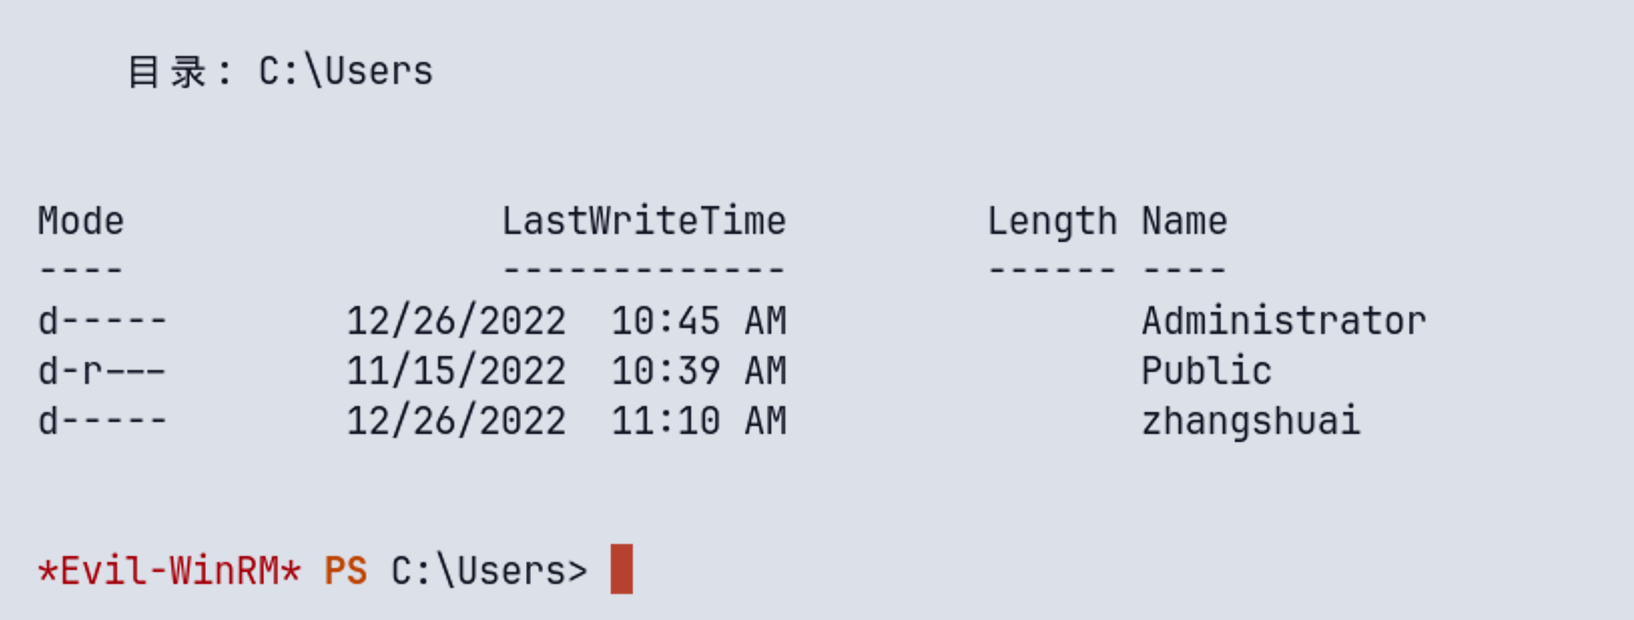 目录: C:\Users
Mode                LastWriteTime         Length Name
----                -------------         ------ ----
d-----       12/26/2022  10:45 AM                Administrator
d-r---       11/15/2022  10:39 AM                Public
d-----       12/26/2022  11:10 AM                zhangshuai
*Evil-WinRM* PS C:\Users>